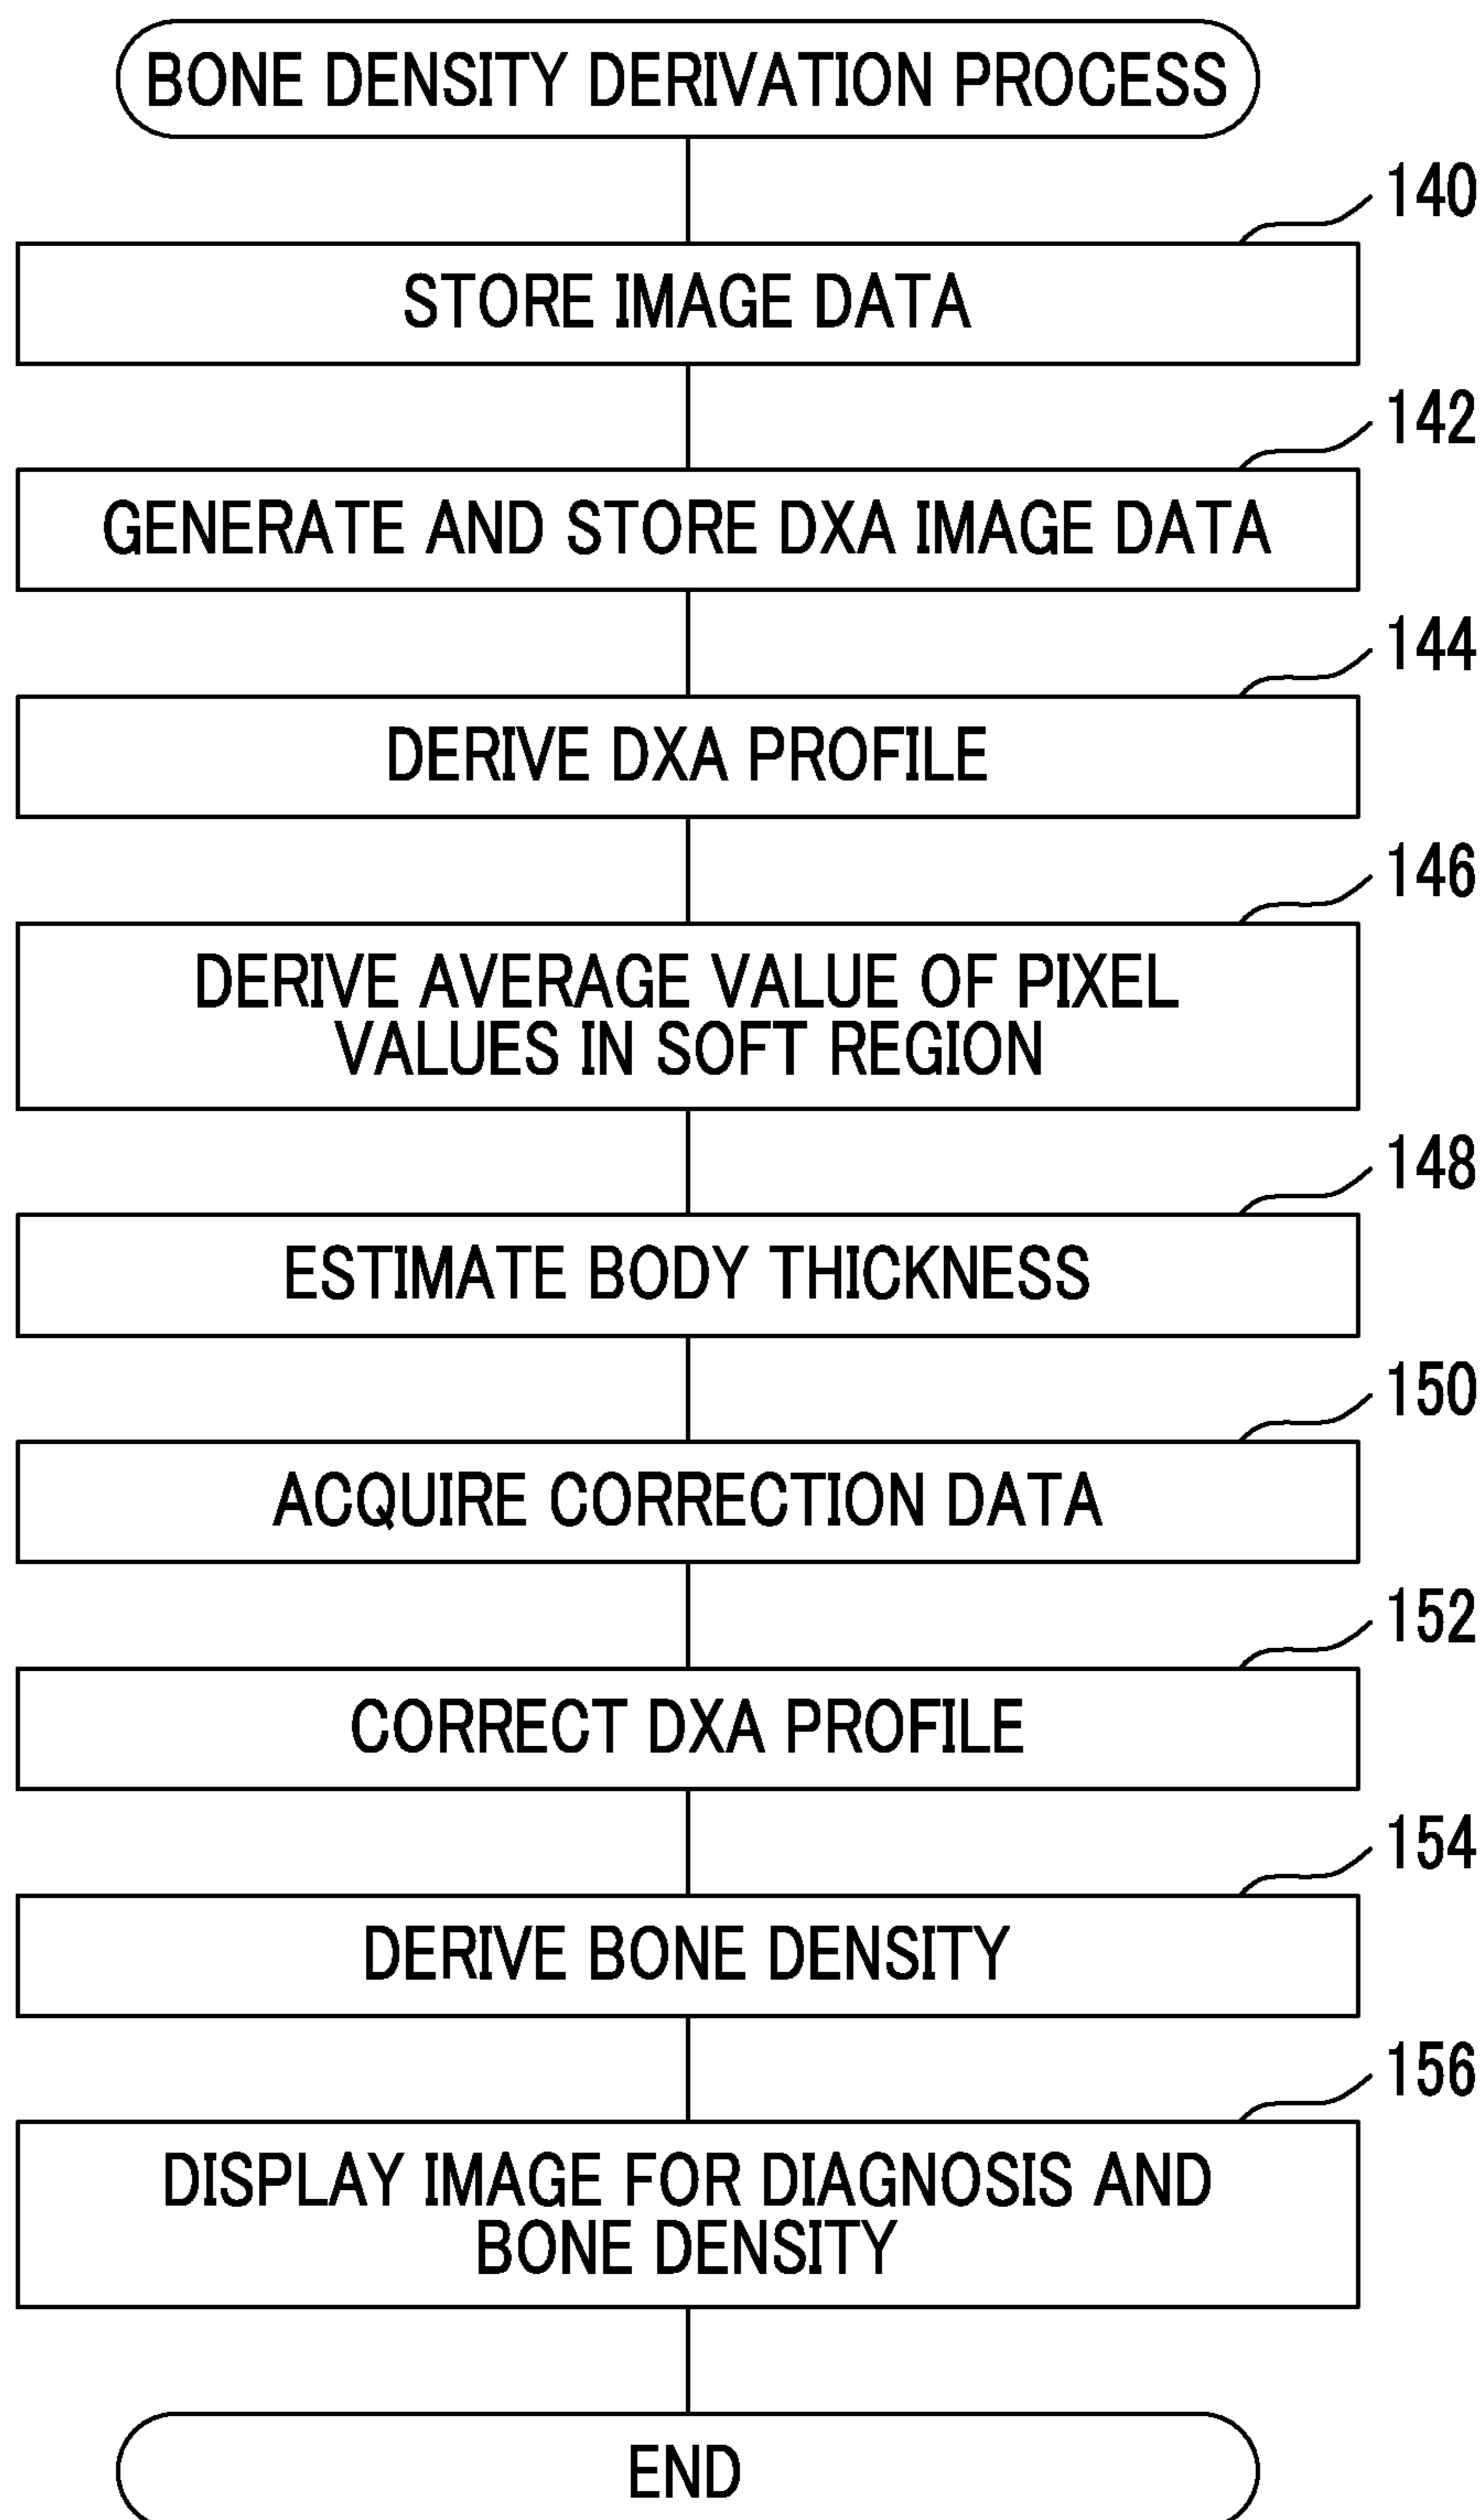 BONE DENSITY DERIVATION PROCESS
140
STORE IMAGE DATA
142
GENERATE AND STORE DXA IMAGE DATA
144
DERIVE DXA PROFILE
146
DERIVE AVERAGE VALUE OF PIXEL
VALUES IN SOFT REGION
148
ESTIMATE BODY THICKNESS
150
ACQUIRE CORRECTION DATA
152
CORRECT DXA PROFILE
154
DERIVE BONE DENSITY
156
DISPLAY IMAGE FOR DIAGNOSIS AND
BONE DENSITY
END